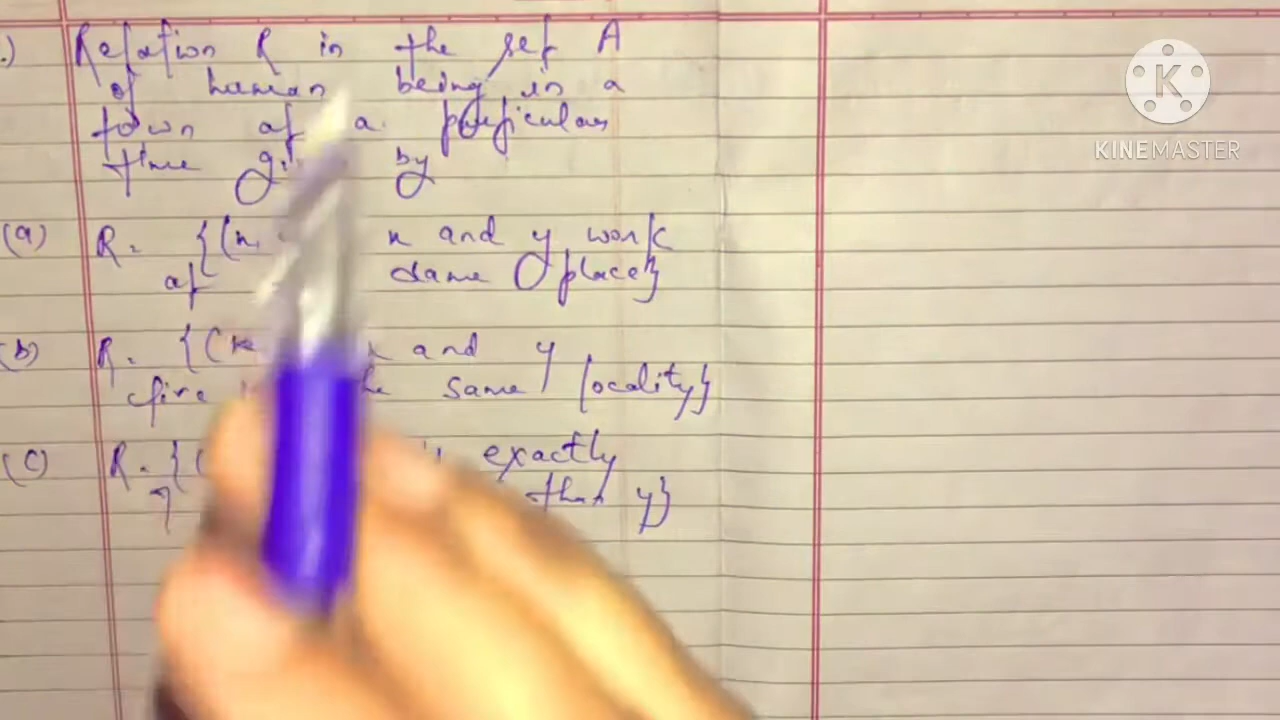 .) Relation R in the set A
of human being in a
town at a particular
time by
(a) R = {(x, x and y work
at same place}
(b) R = {(x and y
live the same locality}
(c) R = {( exactly
7 than y}
KINEMASTER